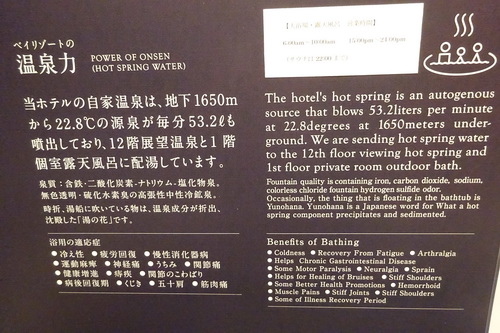 ベイリゾートの
温泉力
POWER OF ONSEN
(HOT SPRING WATER)
当ホテルの自家温泉は、地下1650m
から22.8℃の源泉が毎分53.2ℓも
噴出しており、12階展望温泉と1階
個室露天風呂に配湯しています。
泉質：含鉄-二酸化炭素-ナトリウム-塩化物泉。
無色透明・硫化水素臭の高張性中性冷鉱泉。
時折、湯船に吹いている物は、温泉成分が析出、
沈殿した「湯の花」です。
浴用の適応症
●冷え性 ●疲労回復 ●慢性消化器病
●運動麻痺 ●神経痛 ●うちみ ●関節痛
●健康増進 ●痔疾 ●関節のこわばり
●病後回復期 ●くじき ●五十肩 ●筋肉痛
The hotel's hot spring is an autogenous
source that blows 53.2liters per minute
at 22.8degrees at 1650meters under-
ground. We are sending hot spring water
to the 12th floor viewing hot spring and
1st floor private room outdoor bath.
Fountain quality is containing iron, carbon dioxide, sodium,
colorless chloride fountain hydrogen sulfide odor.
Occasionally, the thing that is floating in the bathtub is
Yunohana. Yunohana is a Japanese word for What a hot
spring component precipitates and sedimented.
Benefits of Bathing
●Coldness ●Recovery From Fatigue ●Arthralgia
●Helps Chronic Gastrointestinal Disease
●Some Motor Paralysis ●Neuralgia ●Sprain
●Helps for Healing of Bruises ●Stiff Shoulders
●Some Better Health Promotions ●Hemorrhoid
●Muscle Pains ●Stiff Joints ●Stiff Shoulders
●Some of Illness Recovery Period